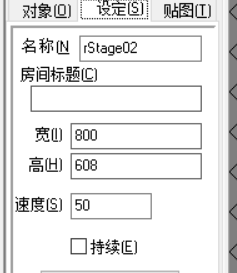 对象(O) 设定(S) 贴图(T)
名称(N rStage02
房间标题(C)
宽(I) 800
高(H) 608
速度(S) 50
持续(E)